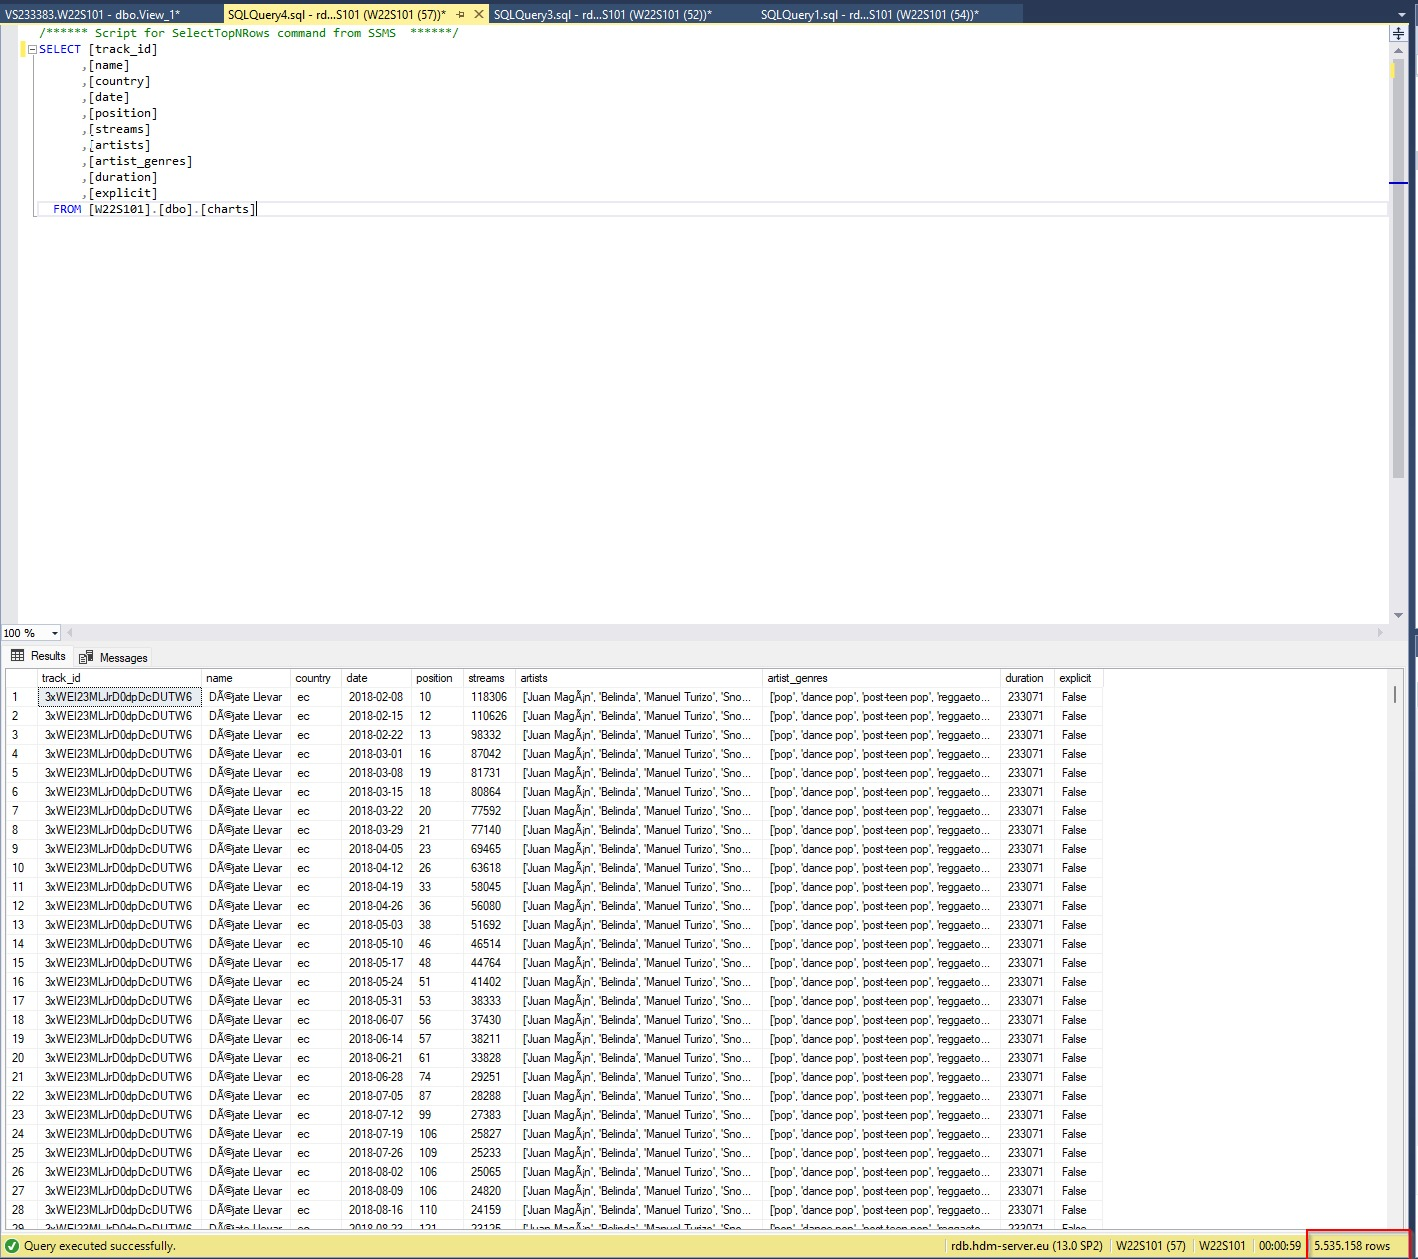 VS233383.W22S101 - dbo.View_1*
SQLQuery4.sql - rd...S101 (W22S101 (57))*
SQLQuery3.sql - rd...S101 (W22S101 (52))*
SQLQuery1.sql - rd...S101 (W22S101 (54))*
/****** Script for SelectTopNRows command from SSMS  ******/
SELECT [track_id]
,[name]
,[country]
,[date]
,[position]
,[streams]
,[artists]
,[artist_genres]
,[duration]
,[explicit]
FROM [W22S101].[dbo].[charts]
100 %
Results Messages
track_id name country date position streams artists artist_genres duration explicit
1 3xWEI23MLJrD0dpDcDUTW6 DÃ©jate Llevar ec 2018-02-08 10 118306 ['Juan MagÃ¡n', 'Belinda', 'Manuel Turizo', 'Sno... ['pop', 'dance pop', 'post-teen pop', 'reggaeto... 233071 False
2 3xWEI23MLJrD0dpDcDUTW6 DÃ©jate Llevar ec 2018-02-15 12 110626 ['Juan MagÃ¡n', 'Belinda', 'Manuel Turizo', 'Sno... ['pop', 'dance pop', 'post-teen pop', 'reggaeto... 233071 False
3 3xWEI23MLJrD0dpDcDUTW6 DÃ©jate Llevar ec 2018-02-22 13 98332 ['Juan MagÃ¡n', 'Belinda', 'Manuel Turizo', 'Sno... ['pop', 'dance pop', 'post-teen pop', 'reggaeto... 233071 False
4 3xWEI23MLJrD0dpDcDUTW6 DÃ©jate Llevar ec 2018-03-01 16 87042 ['Juan MagÃ¡n', 'Belinda', 'Manuel Turizo', 'Sno... ['pop', 'dance pop', 'post-teen pop', 'reggaeto... 233071 False
5 3xWEI23MLJrD0dpDcDUTW6 DÃ©jate Llevar ec 2018-03-08 19 81731 ['Juan MagÃ¡n', 'Belinda', 'Manuel Turizo', 'Sno... ['pop', 'dance pop', 'post-teen pop', 'reggaeto... 233071 False
6 3xWEI23MLJrD0dpDcDUTW6 DÃ©jate Llevar ec 2018-03-15 18 80864 ['Juan MagÃ¡n', 'Belinda', 'Manuel Turizo', 'Sno... ['pop', 'dance pop', 'post-teen pop', 'reggaeto... 233071 False
7 3xWEI23MLJrD0dpDcDUTW6 DÃ©jate Llevar ec 2018-03-22 20 77592 ['Juan MagÃ¡n', 'Belinda', 'Manuel Turizo', 'Sno... ['pop', 'dance pop', 'post-teen pop', 'reggaeto... 233071 False
8 3xWEI23MLJrD0dpDcDUTW6 DÃ©jate Llevar ec 2018-03-29 21 77140 ['Juan MagÃ¡n', 'Belinda', 'Manuel Turizo', 'Sno... ['pop', 'dance pop', 'post-teen pop', 'reggaeto... 233071 False
9 3xWEI23MLJrD0dpDcDUTW6 DÃ©jate Llevar ec 2018-04-05 23 69465 ['Juan MagÃ¡n', 'Belinda', 'Manuel Turizo', 'Sno... ['pop', 'dance pop', 'post-teen pop', 'reggaeto... 233071 False
10 3xWEI23MLJrD0dpDcDUTW6 DÃ©jate Llevar ec 2018-04-12 26 63618 ['Juan MagÃ¡n', 'Belinda', 'Manuel Turizo', 'Sno... ['pop', 'dance pop', 'post-teen pop', 'reggaeto... 233071 False
11 3xWEI23MLJrD0dpDcDUTW6 DÃ©jate Llevar ec 2018-04-19 33 58045 ['Juan MagÃ¡n', 'Belinda', 'Manuel Turizo', 'Sno... ['pop', 'dance pop', 'post-teen pop', 'reggaeto... 233071 False
12 3xWEI23MLJrD0dpDcDUTW6 DÃ©jate Llevar ec 2018-04-26 36 56080 ['Juan MagÃ¡n', 'Belinda', 'Manuel Turizo', 'Sno... ['pop', 'dance pop', 'post-teen pop', 'reggaeto... 233071 False
13 3xWEI23MLJrD0dpDcDUTW6 DÃ©jate Llevar ec 2018-05-03 38 51692 ['Juan MagÃ¡n', 'Belinda', 'Manuel Turizo', 'Sno... ['pop', 'dance pop', 'post-teen pop', 'reggaeto... 233071 False
14 3xWEI23MLJrD0dpDcDUTW6 DÃ©jate Llevar ec 2018-05-10 46 46514 ['Juan MagÃ¡n', 'Belinda', 'Manuel Turizo', 'Sno... ['pop', 'dance pop', 'post-teen pop', 'reggaeto... 233071 False
15 3xWEI23MLJrD0dpDcDUTW6 DÃ©jate Llevar ec 2018-05-17 48 44764 ['Juan MagÃ¡n', 'Belinda', 'Manuel Turizo', 'Sno... ['pop', 'dance pop', 'post-teen pop', 'reggaeto... 233071 False
16 3xWEI23MLJrD0dpDcDUTW6 DÃ©jate Llevar ec 2018-05-24 51 41402 ['Juan MagÃ¡n', 'Belinda', 'Manuel Turizo', 'Sno... ['pop', 'dance pop', 'post-teen pop', 'reggaeto... 233071 False
17 3xWEI23MLJrD0dpDcDUTW6 DÃ©jate Llevar ec 2018-05-31 53 38333 ['Juan MagÃ¡n', 'Belinda', 'Manuel Turizo', 'Sno... ['pop', 'dance pop', 'post-teen pop', 'reggaeto... 233071 False
18 3xWEI23MLJrD0dpDcDUTW6 DÃ©jate Llevar ec 2018-06-07 56 37430 ['Juan MagÃ¡n', 'Belinda', 'Manuel Turizo', 'Sno... ['pop', 'dance pop', 'post-teen pop', 'reggaeto... 233071 False
19 3xWEI23MLJrD0dpDcDUTW6 DÃ©jate Llevar ec 2018-06-14 57 38211 ['Juan MagÃ¡n', 'Belinda', 'Manuel Turizo', 'Sno... ['pop', 'dance pop', 'post-teen pop', 'reggaeto... 233071 False
20 3xWEI23MLJrD0dpDcDUTW6 DÃ©jate Llevar ec 2018-06-21 61 33828 ['Juan MagÃ¡n', 'Belinda', 'Manuel Turizo', 'Sno... ['pop', 'dance pop', 'post-teen pop', 'reggaeto... 233071 False
21 3xWEI23MLJrD0dpDcDUTW6 DÃ©jate Llevar ec 2018-06-28 74 29251 ['Juan MagÃ¡n', 'Belinda', 'Manuel Turizo', 'Sno... ['pop', 'dance pop', 'post-teen pop', 'reggaeto... 233071 False
22 3xWEI23MLJrD0dpDcDUTW6 DÃ©jate Llevar ec 2018-07-05 87 28288 ['Juan MagÃ¡n', 'Belinda', 'Manuel Turizo', 'Sno... ['pop', 'dance pop', 'post-teen pop', 'reggaeto... 233071 False
23 3xWEI23MLJrD0dpDcDUTW6 DÃ©jate Llevar ec 2018-07-12 99 27383 ['Juan MagÃ¡n', 'Belinda', 'Manuel Turizo', 'Sno... ['pop', 'dance pop', 'post-teen pop', 'reggaeto... 233071 False
24 3xWEI23MLJrD0dpDcDUTW6 DÃ©jate Llevar ec 2018-07-19 106 25827 ['Juan MagÃ¡n', 'Belinda', 'Manuel Turizo', 'Sno... ['pop', 'dance pop', 'post-teen pop', 'reggaeto... 233071 False
25 3xWEI23MLJrD0dpDcDUTW6 DÃ©jate Llevar ec 2018-07-26 109 25233 ['Juan MagÃ¡n', 'Belinda', 'Manuel Turizo', 'Sno... ['pop', 'dance pop', 'post-teen pop', 'reggaeto... 233071 False
26 3xWEI23MLJrD0dpDcDUTW6 DÃ©jate Llevar ec 2018-08-02 106 25065 ['Juan MagÃ¡n', 'Belinda', 'Manuel Turizo', 'Sno... ['pop', 'dance pop', 'post-teen pop', 'reggaeto... 233071 False
27 3xWEI23MLJrD0dpDcDUTW6 DÃ©jate Llevar ec 2018-08-09 106 24820 ['Juan MagÃ¡n', 'Belinda', 'Manuel Turizo', 'Sno... ['pop', 'dance pop', 'post-teen pop', 'reggaeto... 233071 False
28 3xWEI23MLJrD0dpDcDUTW6 DÃ©jate Llevar ec 2018-08-16 110 24159 ['Juan MagÃ¡n', 'Belinda', 'Manuel Turizo', 'Sno... ['pop', 'dance pop', 'post-teen pop', 'reggaeto... 233071 False
Query executed successfully. rdb.hdm-server.eu (13.0 SP2) W22S101 (57) W22S101 00:00:59 5.535.158 rows